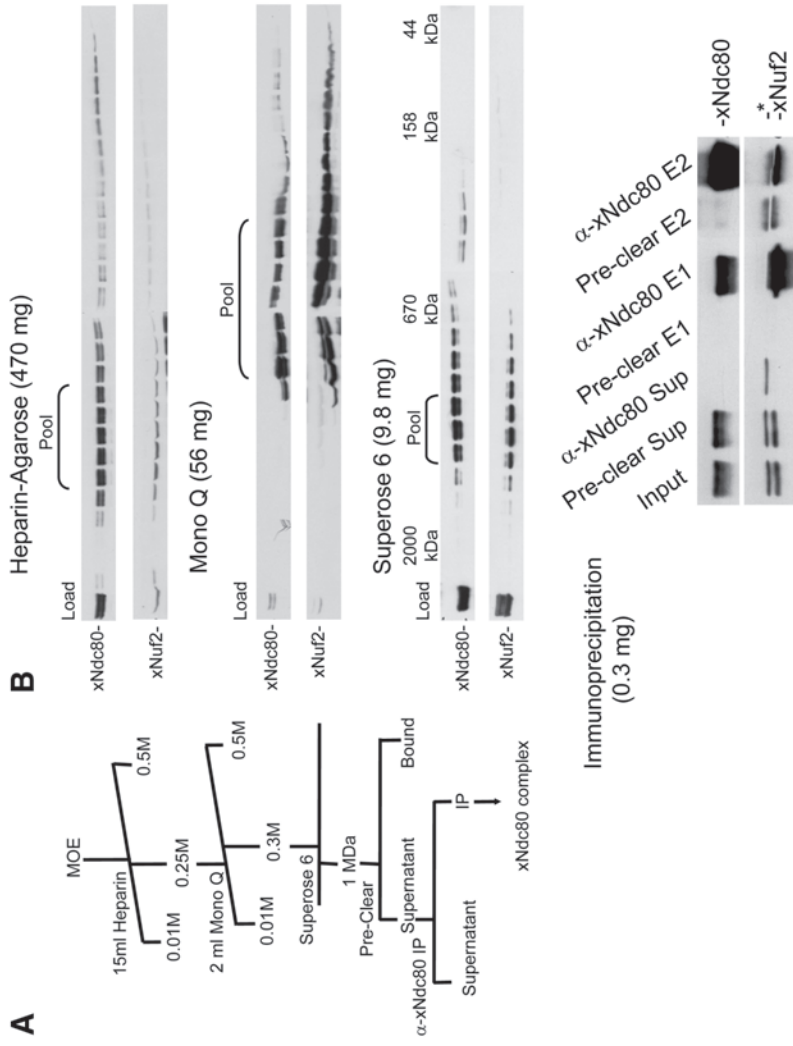 A
MOE
15ml Heparin
0.01M
0.25M
0.5M
2 ml Mono Q
0.01M
0.3M
0.5M
Superose 6
1 MDa
Pre-Clear
Supernatant
Bound
α-xNdc80 IP
Supernatant
IP
xNdc80 complex
B
Heparin-Agarose (470 mg)
Load
Pool
xNdc80-
xNuf2-
Mono Q (56 mg)
Pool
xNdc80-
xNuf2-
Superose 6 (9.8 mg)
Load
2000 kDa
Pool
670 kDa
158 kDa
44 kDa
xNdc80-
xNuf2-
Immunoprecipitation
(0.3 mg)
Input
Pre-clear Sup
α-xNdc80 Sup
Pre-clear E1
α-xNdc80 E1
Pre-clear E2
α-xNdc80 E2
-xNdc80
-*
-xNuf2